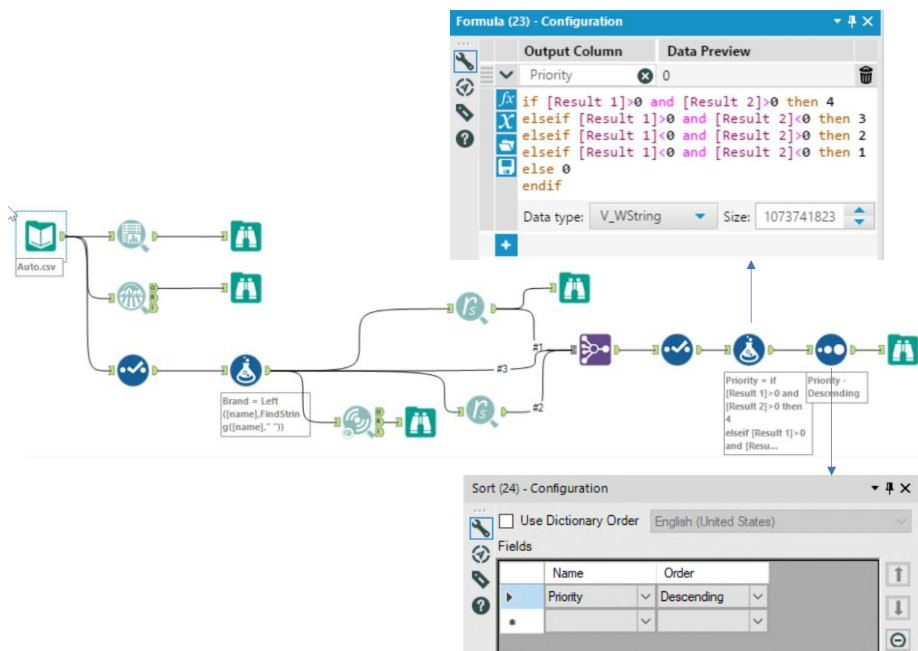 Formula (23) - Configuration
Output Column
Data Preview
Priority
0
if [Result 1]>0 and [Result 2]>0 then 4
elseif [Result 1]>0 and [Result 2]<0 then 3
elseif [Result 1]<0 and [Result 2]>0 then 2
elseif [Result 1]<0 and [Result 2]<0 then 1
else 0
endif
Data type:
V_WString
Size:
1073741823
Auto.csv
#1
#3
#2
Brand = Left
([name],FindStrin
g([name]," "))
Priority = if
[Result 1]>0 and
[Result 2]>0 then
4
elseif [Result 1]>0
and [Resu...
Priority -
Descending
Sort (24) - Configuration
Use Dictionary Order
English (United States)
Fields
Name
Order
Priority
Descending